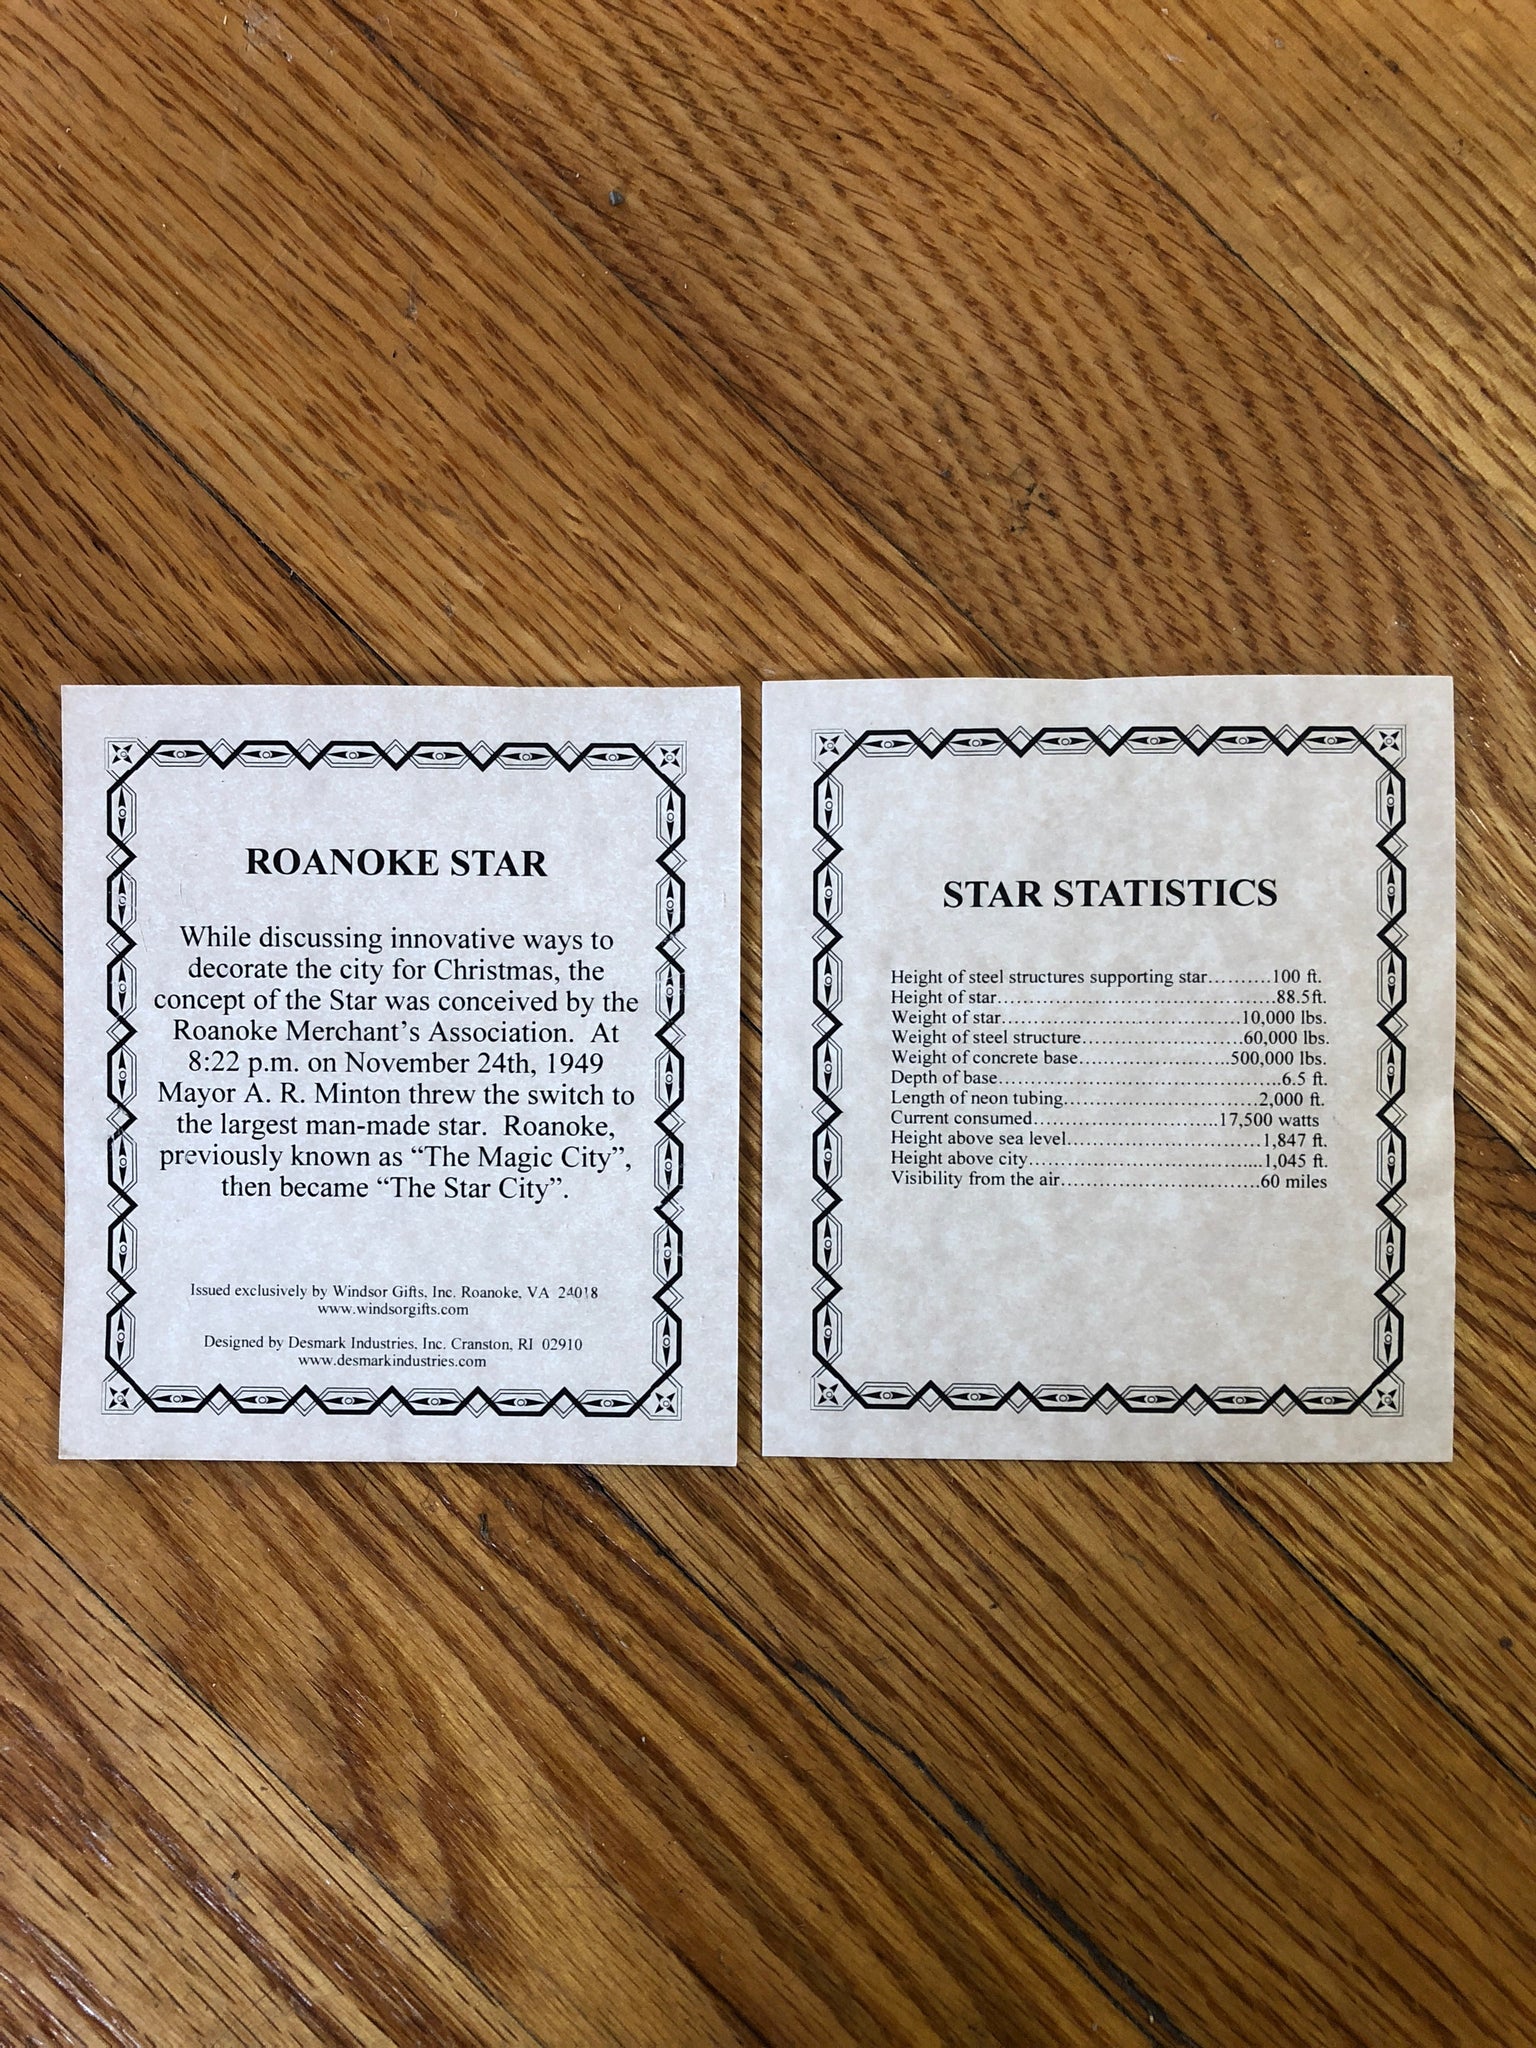 ROANOKE STAR
While discussing innovative ways to
decorate the city for Christmas, the
concept of the Star was conceived by the
Roanoke Merchant's Association. At
8:22 p.m. on November 24th, 1949
Mayor A. R. Minton threw the switch to
the largest man-made star. Roanoke,
previously known as “The Magic City”,
then became “The Star City”.
Issued exclusively by Windsor Gifts, Inc. Roanoke, VA 24018
www.windsorgifts.com
Designed by Desmark Industries, Inc. Cranston, RI 02910
www.desmarkindustries.com
STAR STATISTICS
Height of steel structures supporting star..........100 ft.
Height of star............................................88.5ft.
Weight of star......................................10,000 lbs.
Weight of steel structure..........................60,000 lbs.
Weight of concrete base........................500,000 lbs.
Depth of base.............................................6.5 ft.
Length of neon tubing...............................2,000 ft.
Current consumed.............................17,500 watts
Height above sea level...............................1,847 ft.
Height above city.....................................1,045 ft.
Visibility from the air................................60 miles